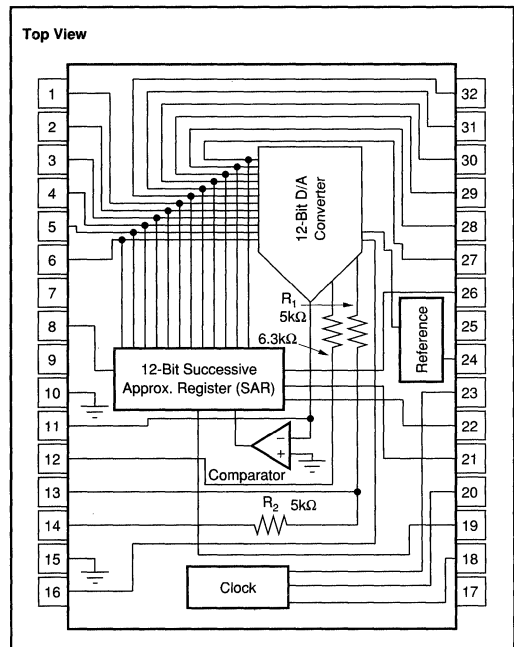 Top View
1
2
3
4
5
6
7
8
9
10
11
12
13
14
15
16
32
31
30
29
28
27
26
25
24
23
22
21
20
19
18
17
12-Bit D/A
Converter
R1
5kΩ
6.3kΩ
Reference
12-Bit Successive
Approx. Register (SAR)
−
+
Comparator
R2 5kΩ
Clock